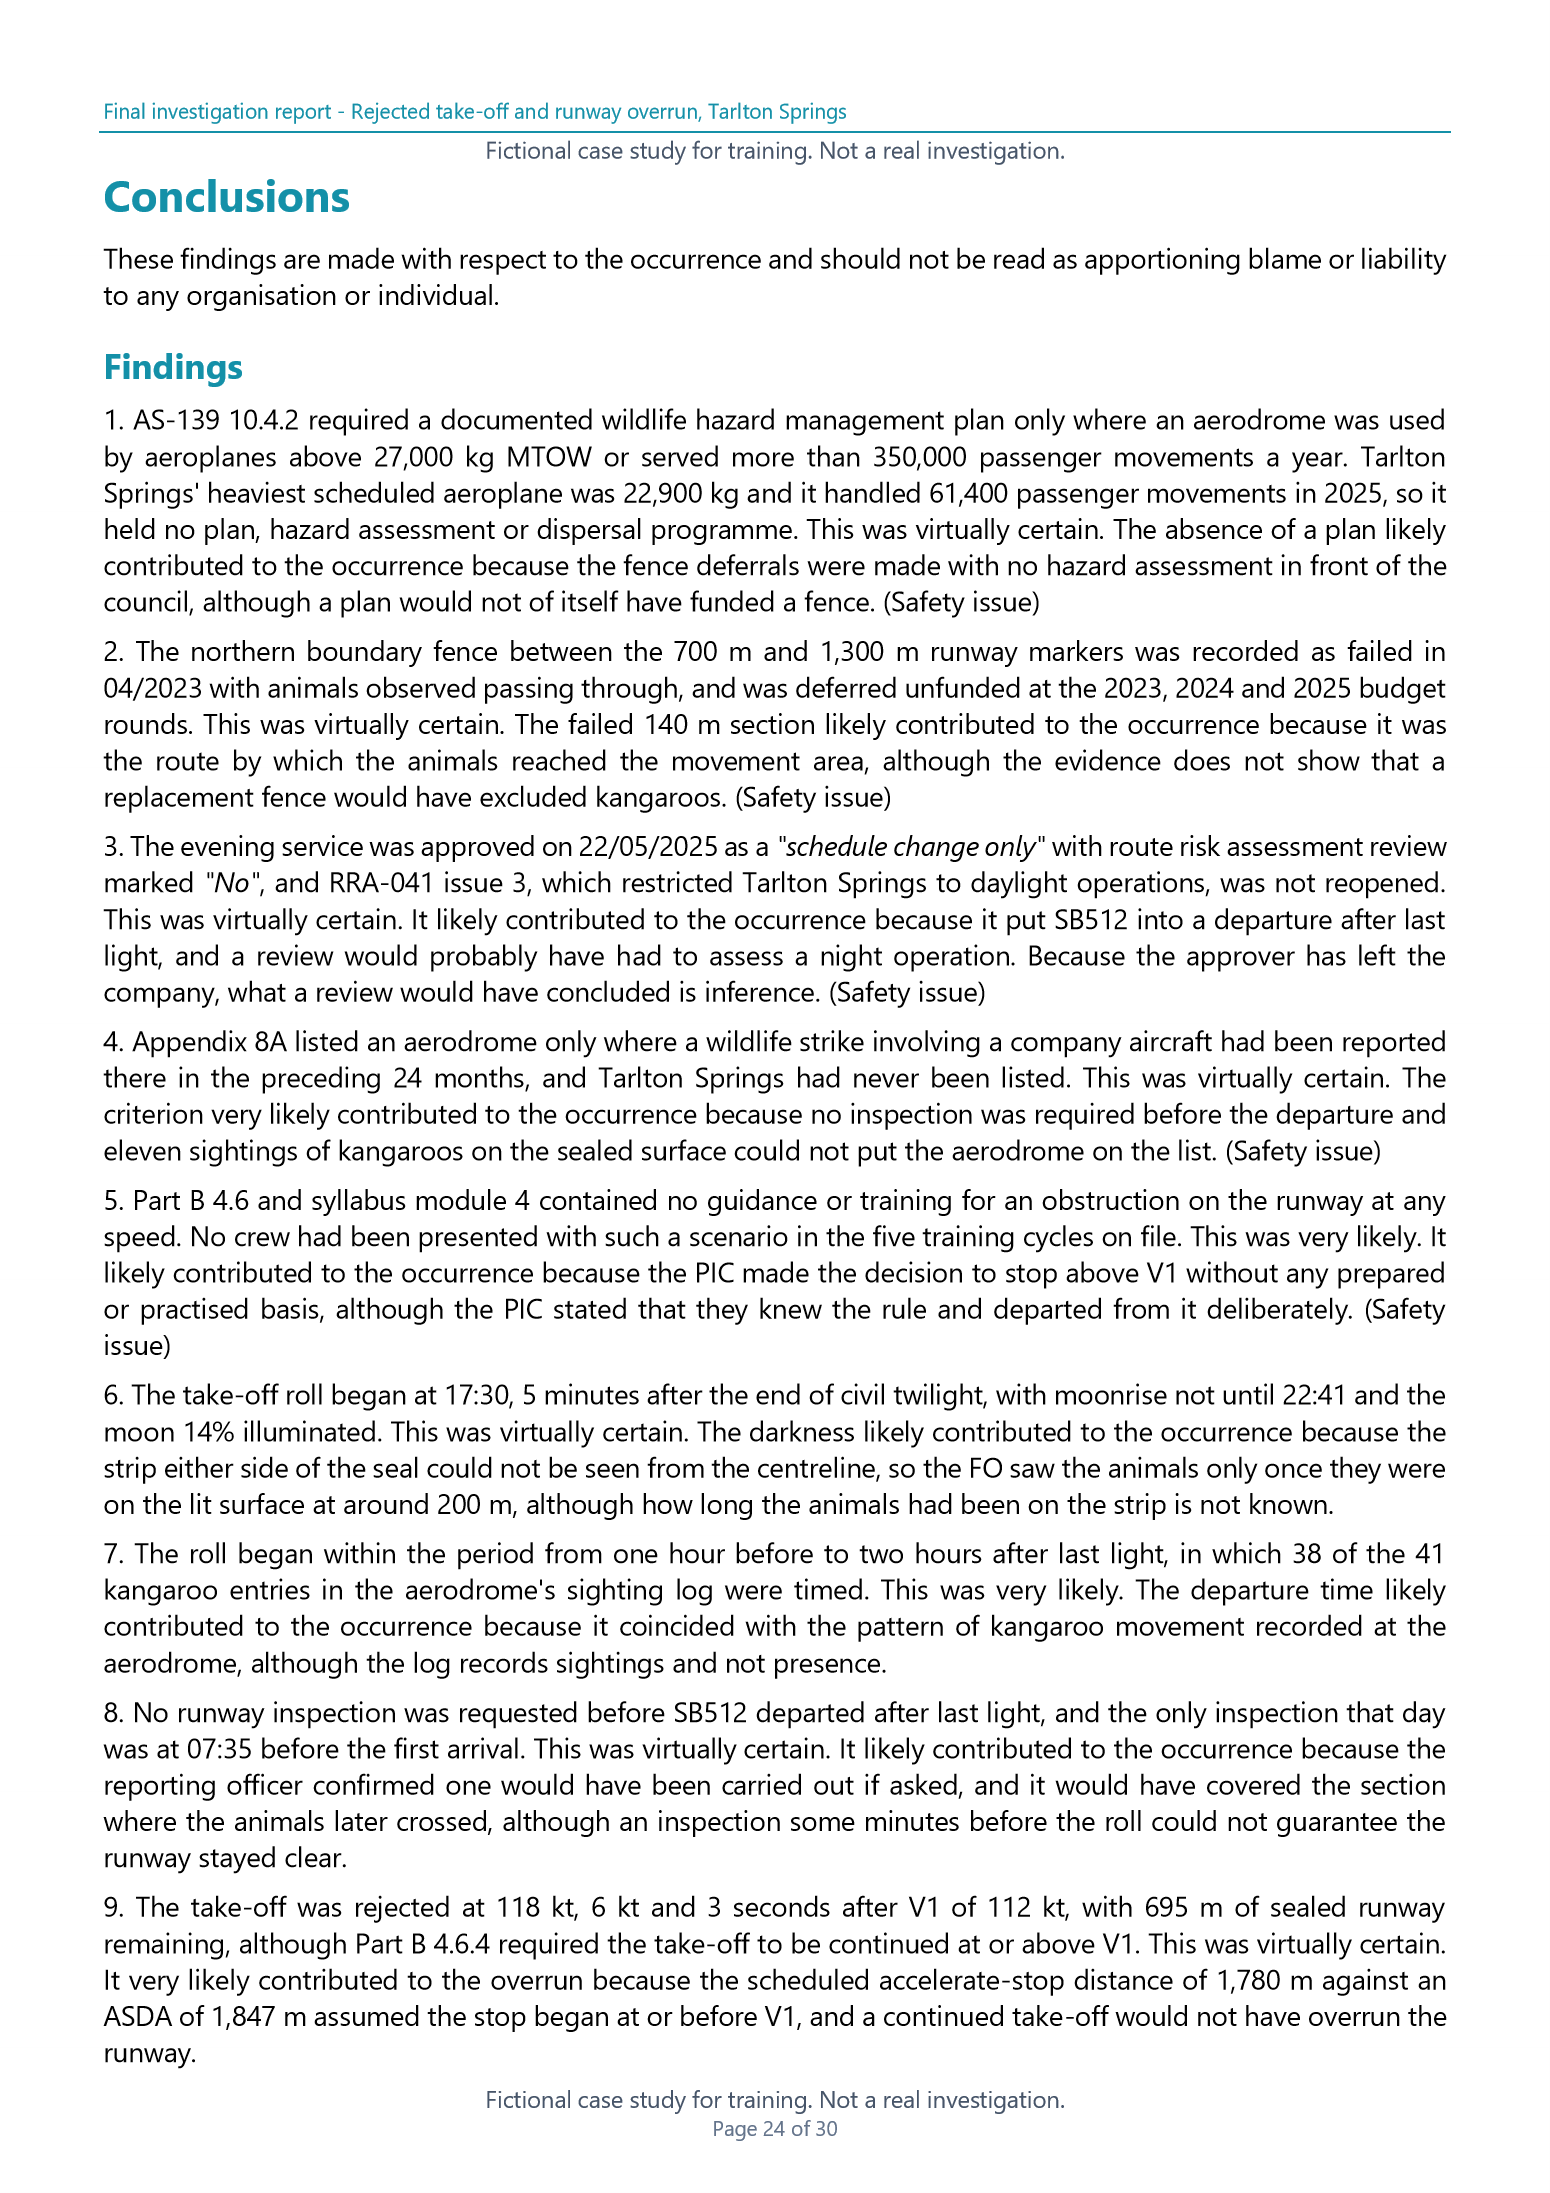 Final investigation report - Rejected take-off and runway overrun, Tarlton Springs
Fictional case study for training. Not a real investigation.
Conclusions
These findings are made with respect to the occurrence and should not be read as apportioning blame or liability
to any organisation or individual.
Findings
1. AS-139 10.4.2 required a documented wildlife hazard management plan only where an aerodrome was used
by aeroplanes above 27,000 kg MTOW or served more than 350,000 passenger movements a year. Tarlton
Springs' heaviest scheduled aeroplane was 22,900 kg and it handled 61,400 passenger movements in 2025, so it
held no plan, hazard assessment or dispersal programme. This was virtually certain. The absence of a plan likely
contributed to the occurrence because the fence deferrals were made with no hazard assessment in front of the
council, although a plan would not of itself have funded a fence. (Safety issue)
2. The northern boundary fence between the 700 m and 1,300 m runway markers was recorded as failed in
04/2023 with animals observed passing through, and was deferred unfunded at the 2023, 2024 and 2025 budget
rounds. This was virtually certain. The failed 140 m section likely contributed to the occurrence because it was
the route by which the animals reached the movement area, although the evidence does not show that a
replacement fence would have excluded kangaroos. (Safety issue)
3. The evening service was approved on 22/05/2025 as a "schedule change only" with route risk assessment review
marked "No", and RRA-041 issue 3, which restricted Tarlton Springs to daylight operations, was not reopened.
This was virtually certain. It likely contributed to the occurrence because it put SB512 into a departure after last
light, and a review would probably have had to assess a night operation. Because the approver has left the
company, what a review would have concluded is inference. (Safety issue)
4. Appendix 8A listed an aerodrome only where a wildlife strike involving a company aircraft had been reported
there in the preceding 24 months, and Tarlton Springs had never been listed. This was virtually certain. The
criterion very likely contributed to the occurrence because no inspection was required before the departure and
eleven sightings of kangaroos on the sealed surface could not put the aerodrome on the list. (Safety issue)
5. Part B 4.6 and syllabus module 4 contained no guidance or training for an obstruction on the runway at any
speed. No crew had been presented with such a scenario in the five training cycles on file. This was very likely. It
likely contributed to the occurrence because the PIC made the decision to stop above V1 without any prepared
or practised basis, although the PIC stated that they knew the rule and departed from it deliberately. (Safety
issue)
6. The take-off roll began at 17:30, 5 minutes after the end of civil twilight, with moonrise not until 22:41 and the
moon 14% illuminated. This was virtually certain. The darkness likely contributed to the occurrence because the
strip either side of the seal could not be seen from the centreline, so the FO saw the animals only once they were
on the lit surface at around 200 m, although how long the animals had been on the strip is not known.
7. The roll began within the period from one hour before to two hours after last light, in which 38 of the 41
kangaroo entries in the aerodrome's sighting log were timed. This was very likely. The departure time likely
contributed to the occurrence because it coincided with the pattern of kangaroo movement recorded at the
aerodrome, although the log records sightings and not presence.
8. No runway inspection was requested before SB512 departed after last light, and the only inspection that day
was at 07:35 before the first arrival. This was virtually certain. It likely contributed to the occurrence because the
reporting officer confirmed one would have been carried out if asked, and it would have covered the section
where the animals later crossed, although an inspection some minutes before the roll could not guarantee the
runway stayed clear.
9. The take-off was rejected at 118 kt, 6 kt and 3 seconds after V1 of 112 kt, with 695 m of sealed runway
remaining, although Part B 4.6.4 required the take-off to be continued at or above V1. This was virtually certain.
It very likely contributed to the overrun because the scheduled accelerate-stop distance of 1,780 m against an
ASDA of 1,847 m assumed the stop began at or before V1, and a continued take-off would not have overrun the
runway.
Fictional case study for training. Not a real investigation.
Page 24 of 30